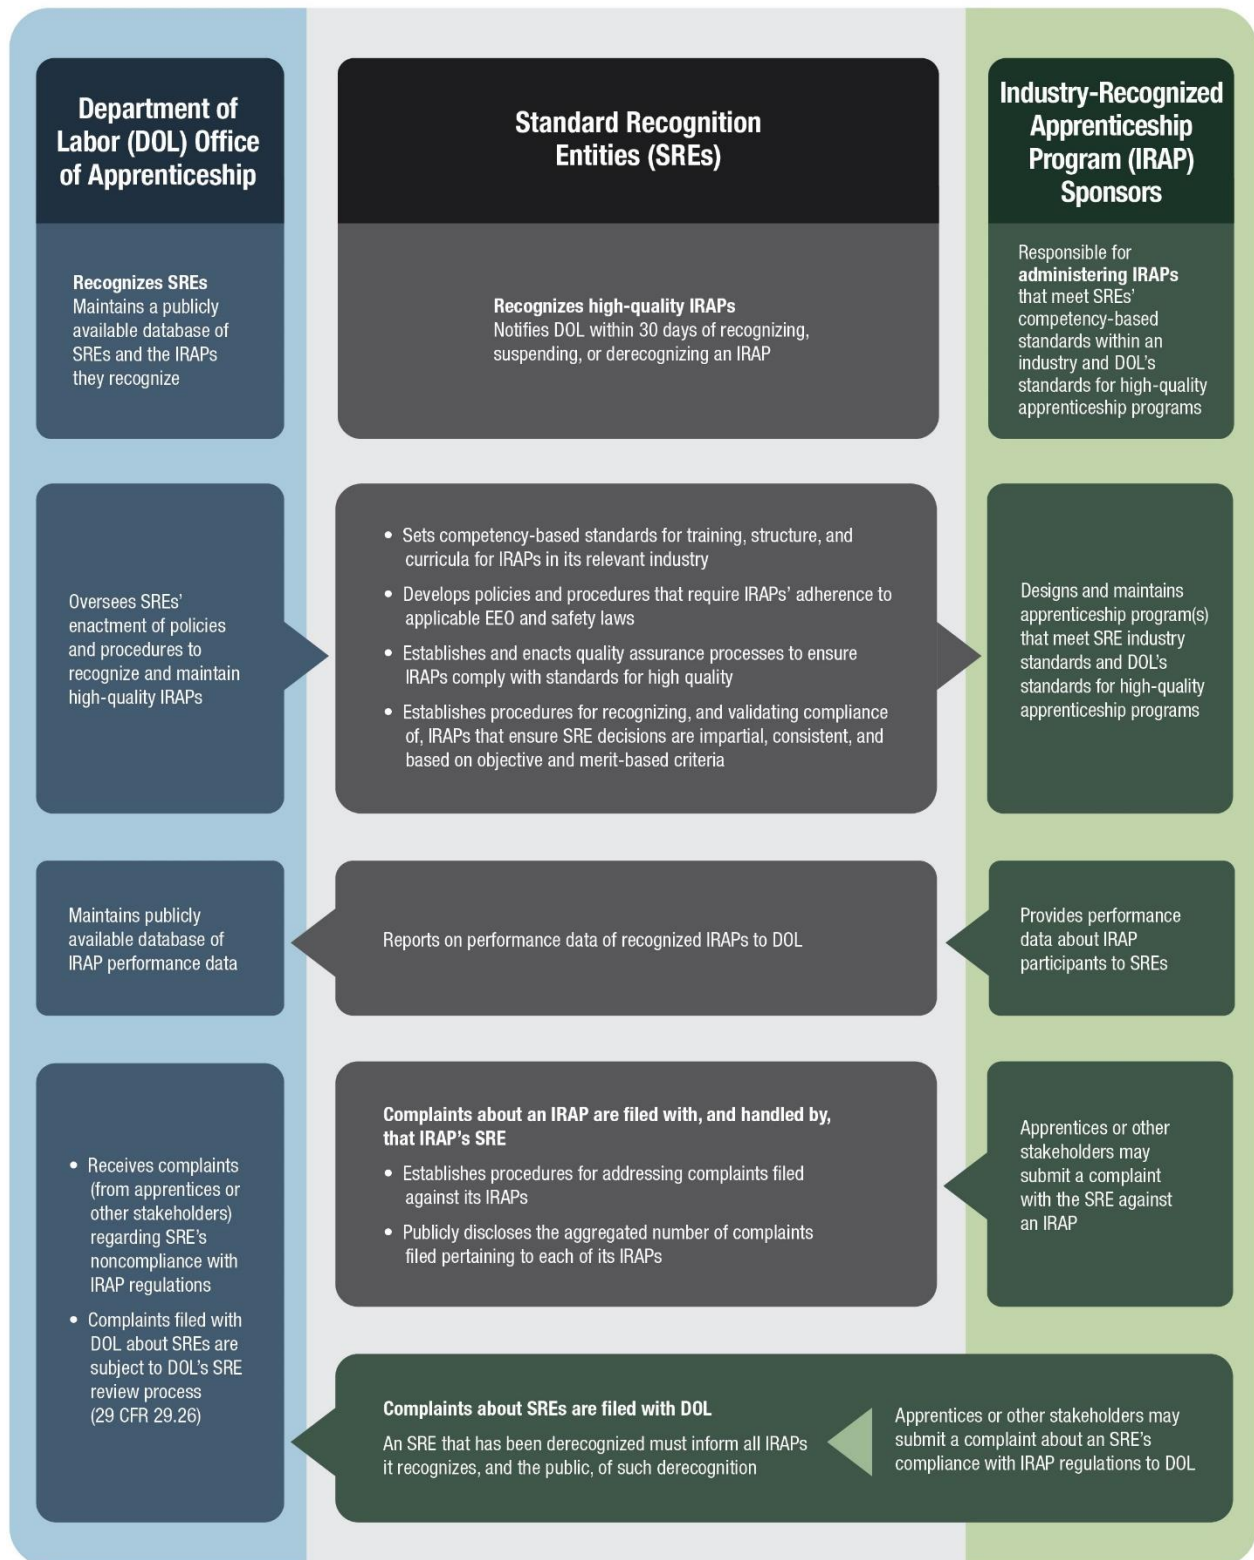 Department of
Labor (DOL) Office
of Apprenticeship
Standard Recognition
Entities (SREs)
Industry-Recognized
Apprenticeship
Program (IRAP)
Sponsors
Recognizes SREs
Maintains a publicly
available database of
SREs and the IRAPs
they recognize
Recognizes high-quality IRAPs
Notifies DOL within 30 days of recognizing,
suspending, or derecognizing an IRAP
Responsible for
administering IRAPs
that meet SREs’
competency-based
standards within an
industry and DOL’s
standards for high-quality
apprenticeship programs
Oversees SREs’
enactment of policies
and procedures to
recognize and maintain
high-quality IRAPs
• Sets competency-based standards for training, structure, and
curricula for IRAPs in its relevant industry
• Develops policies and procedures that require IRAPs’ adherence to
applicable EEO and safety laws
• Establishes and enacts quality assurance processes to ensure
IRAPs comply with standards for high quality
• Establishes procedures for recognizing, and validating compliance
of, IRAPs that ensure SRE decisions are impartial, consistent, and
based on objective and merit-based criteria
Designs and maintains
apprenticeship program(s)
that meet SRE industry
standards and DOL’s
standards for high-quality
apprenticeship programs
Maintains publicly
available database of
IRAP performance data
Reports on performance data of recognized IRAPs to DOL
Provides performance
data about IRAP
participants to SREs
• Receives complaints
(from apprentices or
other stakeholders)
regarding SRE’s
noncompliance with
IRAP regulations
• Complaints filed with
DOL about SREs are
subject to DOL’s SRE
review process
(29 CFR 29.26)
Complaints about an IRAP are filed with, and handled by,
that IRAP’s SRE
• Establishes procedures for addressing complaints filed
against its IRAPs
• Publicly discloses the aggregated number of complaints
filed pertaining to each of its IRAPs
Apprentices or other
stakeholders may
submit a complaint
with the SRE against
an IRAP
Complaints about SREs are filed with DOL
An SRE that has been derecognized must inform all IRAPs
it recognizes, and the public, of such derecognition
Apprentices or other stakeholders may
submit a complaint about an SRE’s
compliance with IRAP regulations to DOL